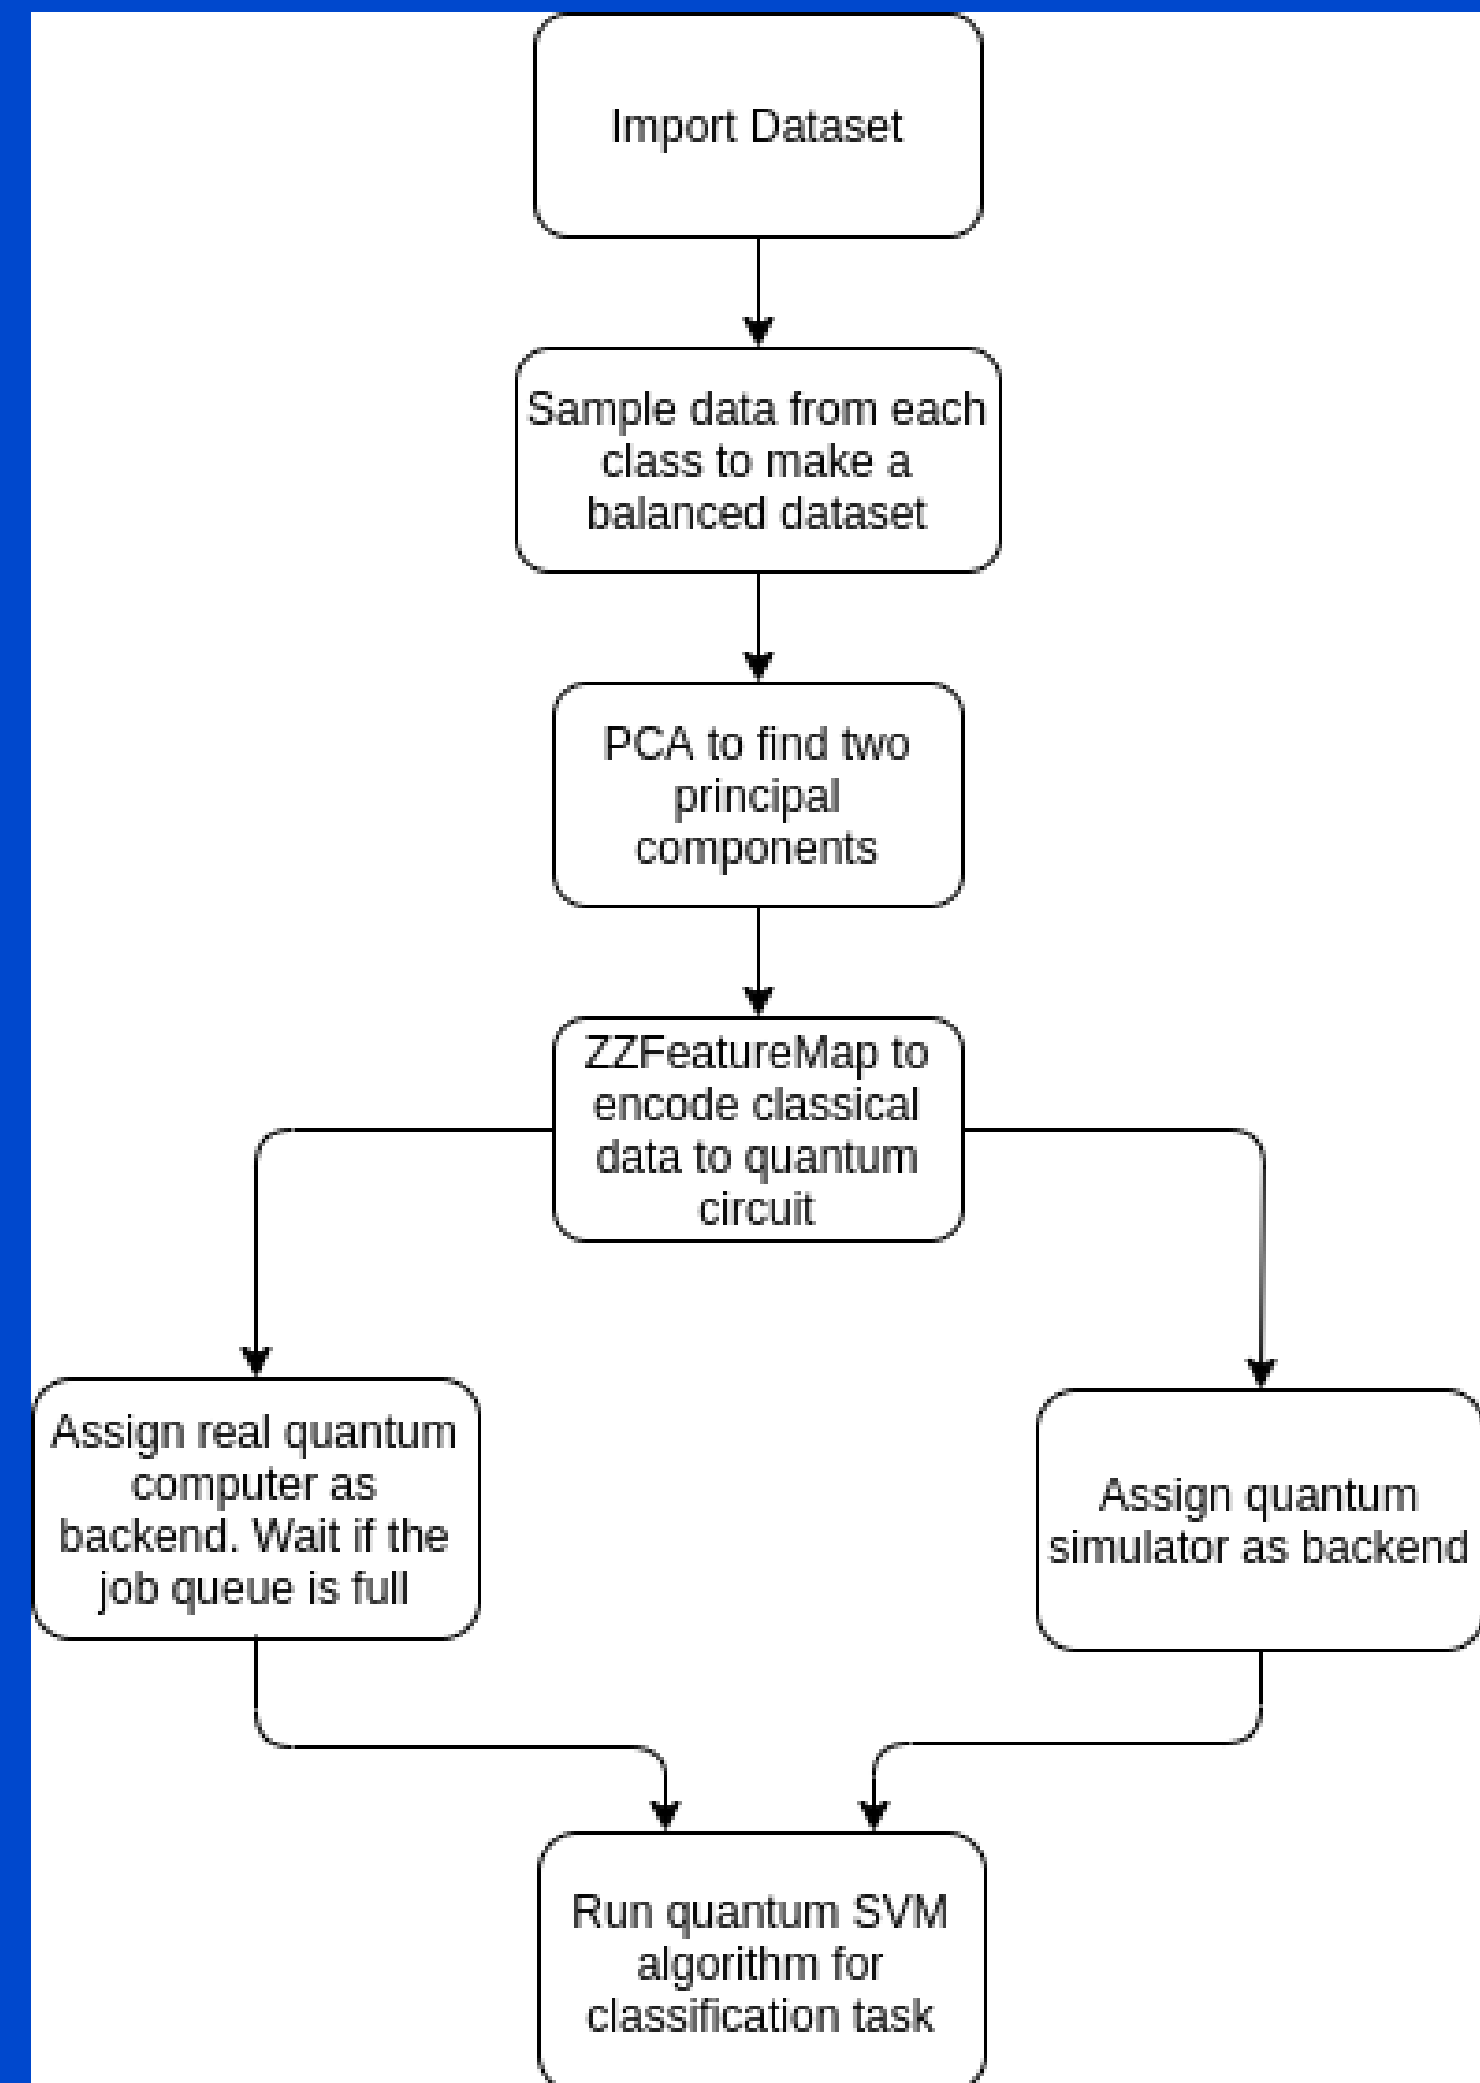 Import Dataset
Sample data from each
class to make a
balanced dataset
PCA to find two
principal
components
ZZFeatureMap to
encode classical
data to quantum
circuit
Assign real quantum
computer as
backend. Wait if the
job queue is full
Assign quantum
simulator as backend
Run quantum SVM
algorithm for
classification task